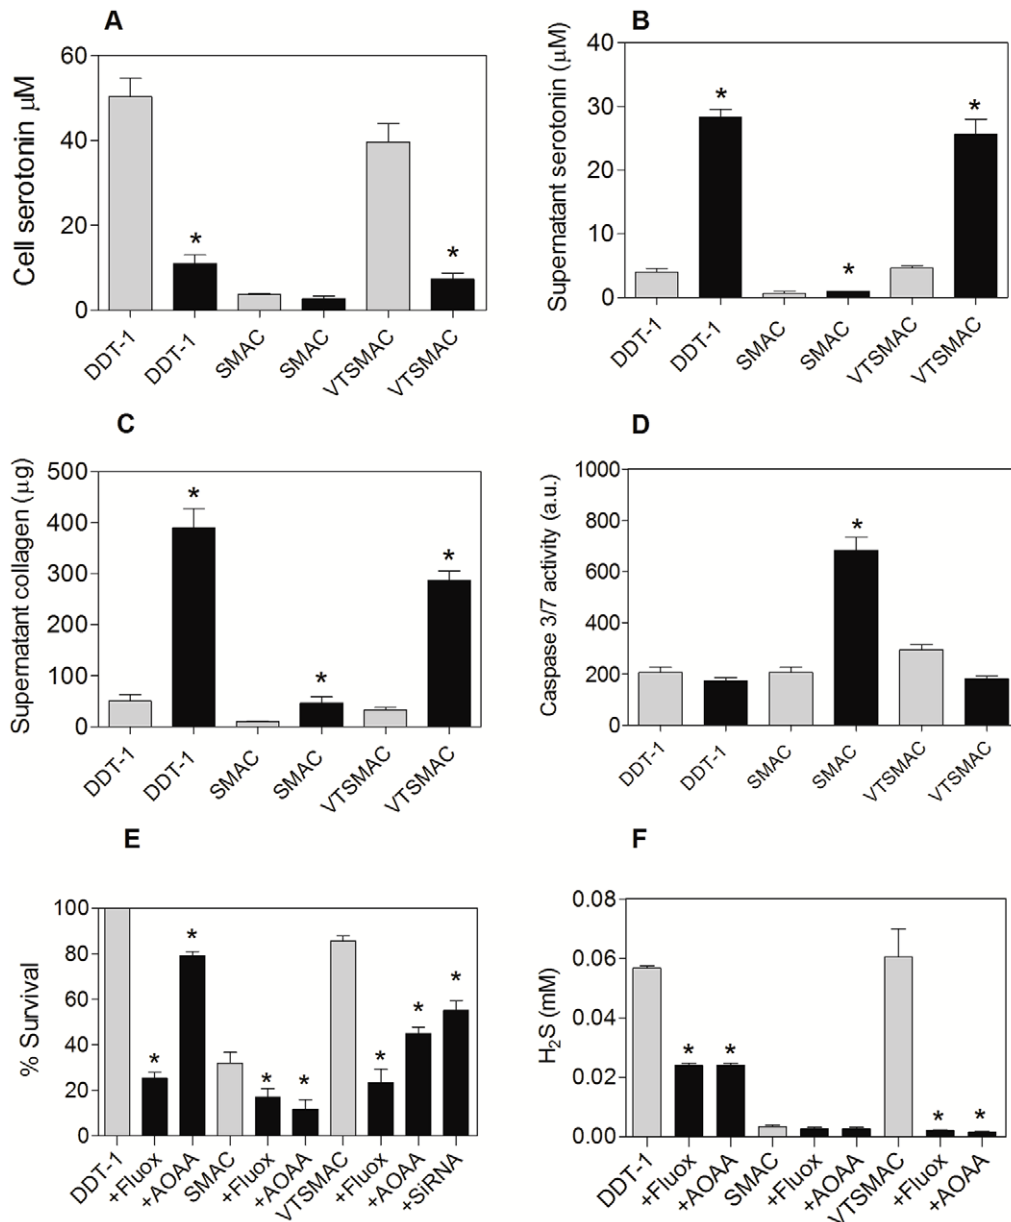 A
Cell serotonin μM
60
40
20
0
*
*
DDT-1
DDT-1
SMAC
SMAC
VTSMAC
VTSMAC
B
Supernatant serotonin (μM)
40
30
20
10
0
*
*
*
DDT-1
DDT-1
SMAC
SMAC
VTSMAC
VTSMAC
C
Supernatant collagen (μg)
500
400
300
200
100
0
*
*
*
DDT-1
DDT-1
SMAC
SMAC
VTSMAC
VTSMAC
D
Caspase 3/7 activity (a.u.)
1000
800
600
400
200
0
*
DDT-1
DDT-1
SMAC
SMAC
VTSMAC
VTSMAC
E
% Survival
100
80
60
40
20
0
*
*
*
*
*
*
*
DDT-1
+Fluox
+AOAA
SMAC
+Fluox
+AOAA
VTSMAC
+Fluox
+AOAA
+SiRNA
F
H₂S (mM)
0.08
0.06
0.04
0.02
0.00
*
*
*
*
DDT-1
+Fluox
+AOAA
SMAC
+Fluox
+AOAA
VTSMAC
+Fluox
+AOAA